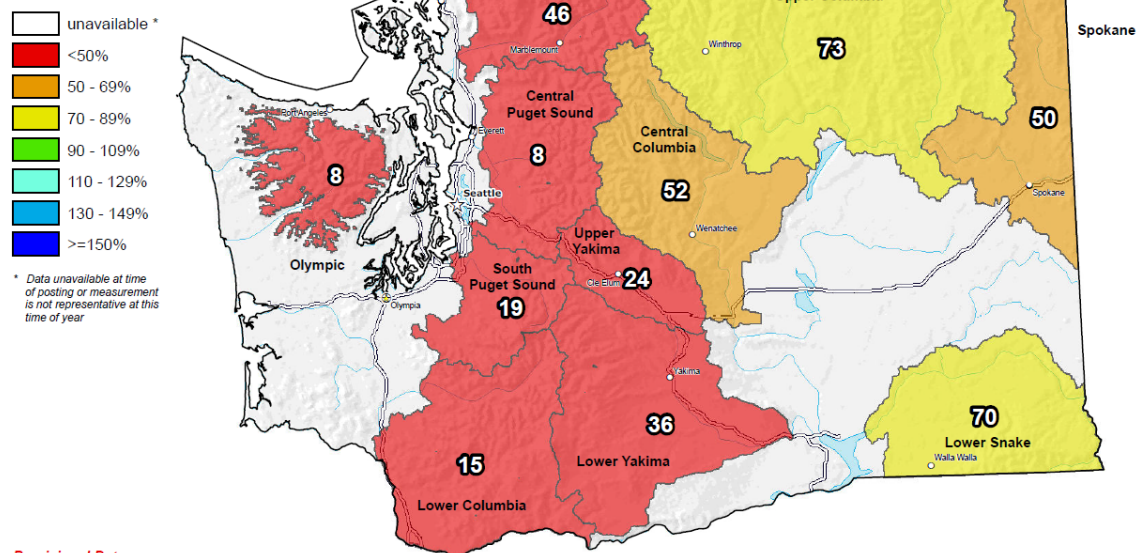 unavailable *
<50%
50 - 69%
70 - 89%
90 - 109%
110 - 129%
130 - 149%
>=150%
* Data unavailable at time
of posting or measurement
is not representative at this
time of year
46
Marblemount
Winthrop
73
Spokane
Central
Puget Sound
8
Port Angeles
Everett
8
Seattle
Central
Columbia
52
Wenatchee
50
Spokane
Olympic
Upper
Yakima
Cle Elum
24
South
Puget Sound
19
Olympia
Yakima
36
Lower Yakima
15
Lower Columbia
70
Lower Snake
Walla Walla